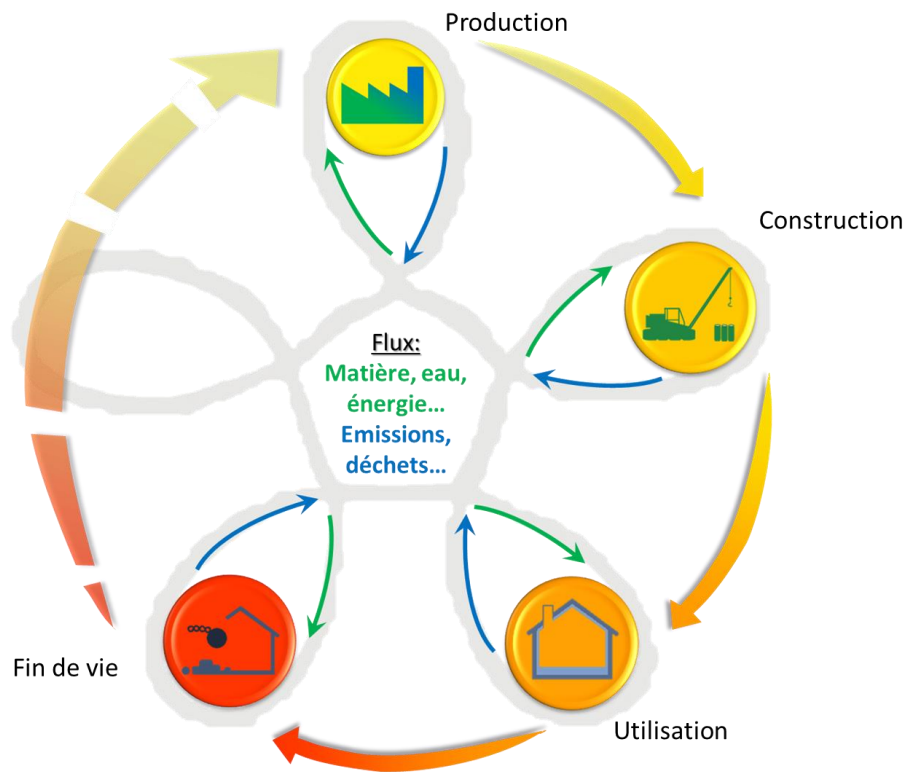 Production
Construction
Flux:
Matière, eau,
énergie...
Emissions,
déchets...
Fin de vie
Utilisation